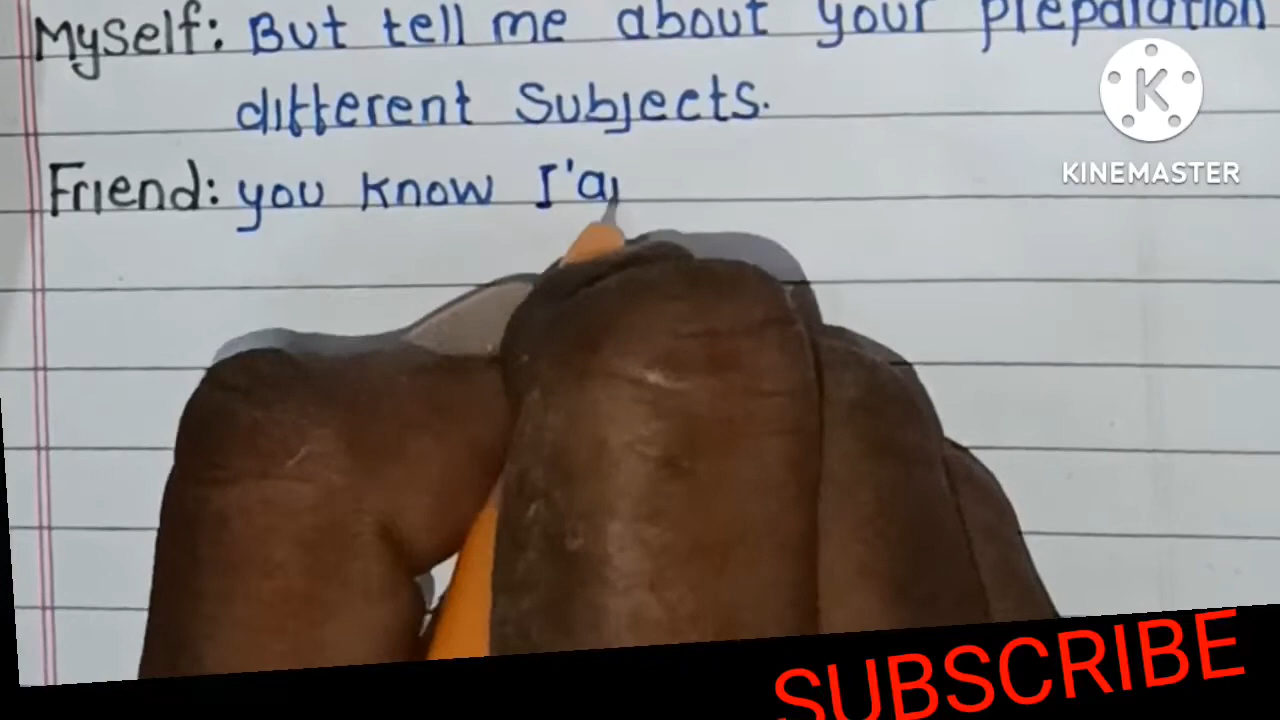 Myself: But tell me about your preparation
different Subjects.
Friend: you know I'a
KINEMASTER
SUBSCRIBE